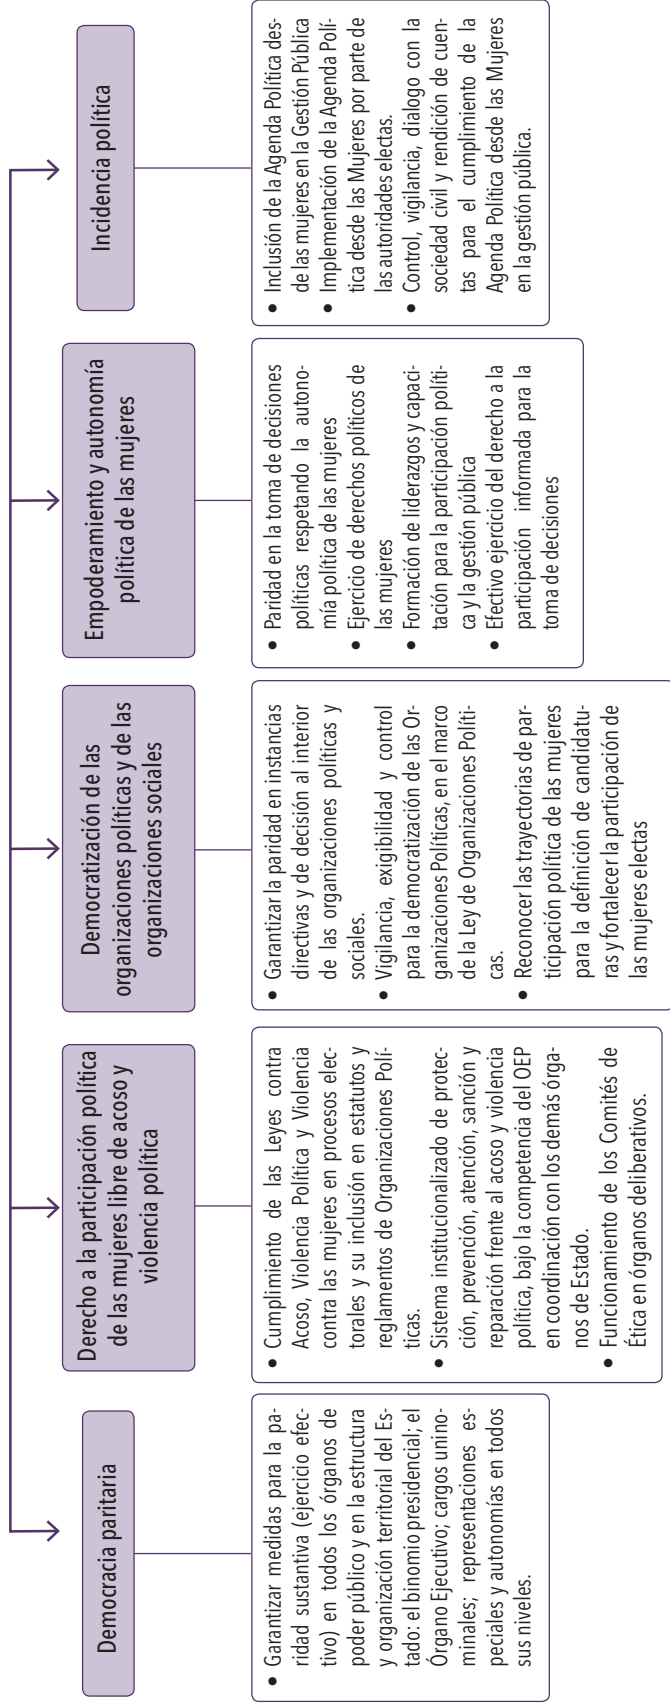 Democracia paritaria
• Garantizar medidas para la pa-
ridad sustantiva (ejercicio efec-
tivo) en todos los órganos de
poder público y en la estructura
y organización territorial del Es-
tado: el binomio presidencial; el
Órgano Ejecutivo; cargos unino-
minales; representaciones es-
peciales y autonomías en todos
sus niveles.
Derecho a la participación política
de las mujeres libre de acoso y
violencia política
• Cumplimiento de las Leyes contra
Acoso, Violencia Política y Violencia
contra las mujeres en procesos elec-
torales y su inclusión en estatutos y
reglamentos de Organizaciones Polí-
ticas.
• Sistema institucionalizado de protec-
ción, prevención, atención, sanción y
reparación frente al acoso y violencia
política, bajo la competencia del OEP
en coordinación con los demás órga-
nos de Estado.
• Funcionamiento de los Comités de
Ética en órganos deliberativos.
Democratización de las
organizaciones políticas y de las
organizaciones sociales
• Garantizar la paridad en instancias
directivas y de decisión al interior
de las organizaciones políticas y
sociales.
• Vigilancia, exigibilidad y control
para la democratización de las Or-
ganizaciones Políticas, en el marco
de la Ley de Organizaciones Políti-
cas.
• Reconocer las trayectorias de par-
ticipación política de las mujeres
para la definición de candidatu-
ras y fortalecer la participación de
las mujeres electas
Empoderamiento y autonomía
política de las mujeres
• Paridad en la toma de decisiones
políticas respetando la autono-
mía política de las mujeres
• Ejercicio de derechos políticos de
las mujeres
• Formación de liderazgos y capaci-
tación para la participación políti-
ca y la gestión pública
• Efectivo ejercicio del derecho a la
participación informada para la
toma de decisiones
Incidencia política
• Inclusión de la Agenda Política des-
de las mujeres en la Gestión Pública
• Implementación de la Agenda Polí-
tica desde las Mujeres por parte de
las autoridades electas.
• Control, vigilancia, dialogo con la
sociedad civil y rendición de cuen-
tas para el cumplimiento de la
Agenda Política desde las Mujeres
en la gestión pública.